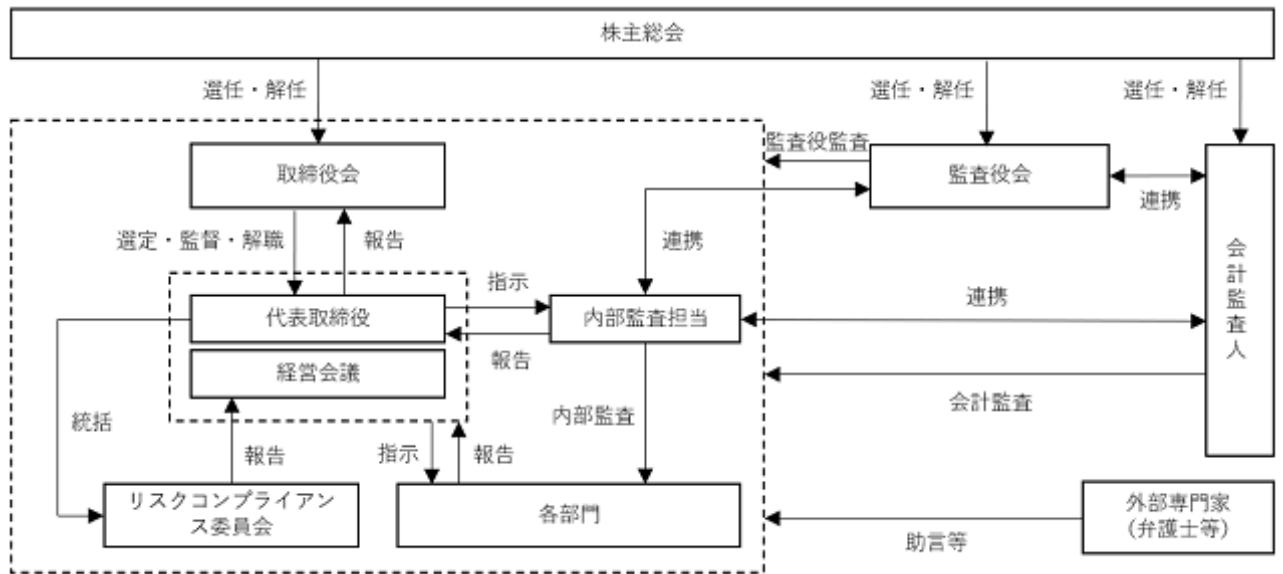 株主総会
選任・解任
選任・解任
選任・解任
取締役会
監査役監査
監査役会
連携
選定・監督・解職
報告
連携
会計監査人
指示
代表取締役
内部監査担当
連携
報告
経営会議
会計監査
統括
内部監査
報告
指示
報告
リスクコンプライアン
ス委員会
各部門
外部専門家
(弁護士等)
助言等